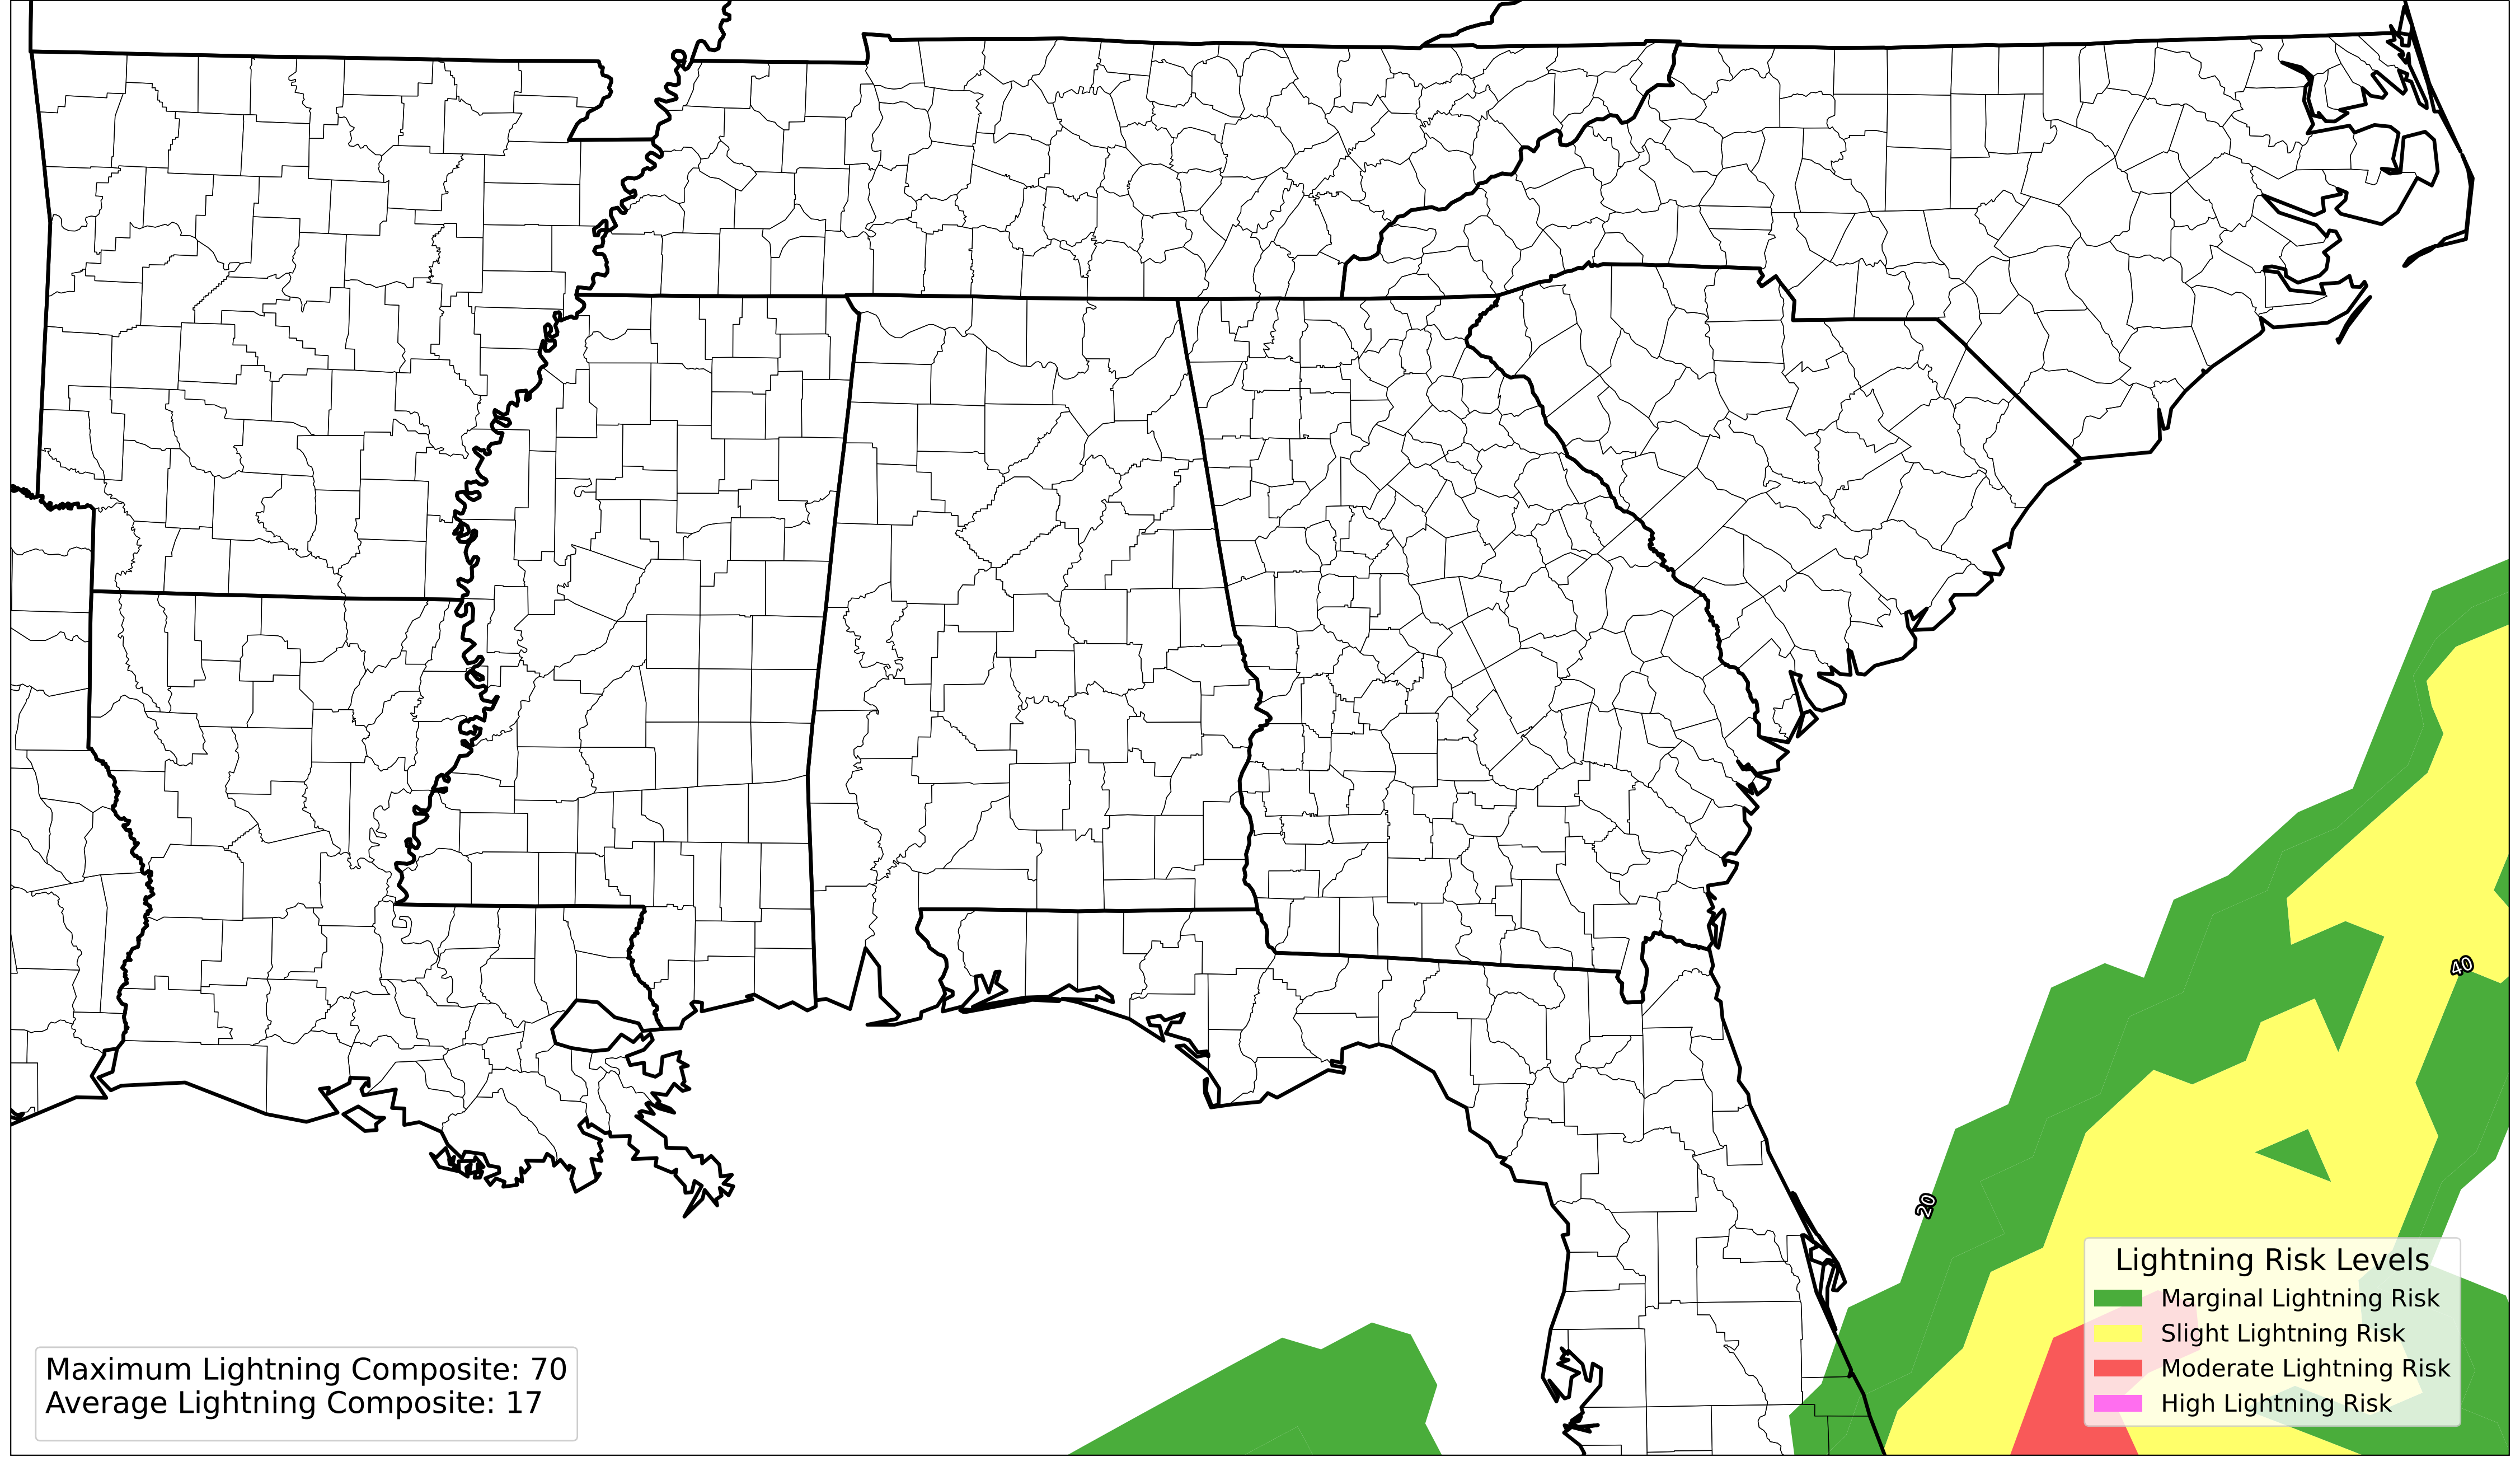 40
20
Lightning Risk Levels
Marginal Lightning Risk
Slight Lightning Risk
Moderate Lightning Risk
High Lightning Risk
Maximum Lightning Composite: 70
Average Lightning Composite: 17